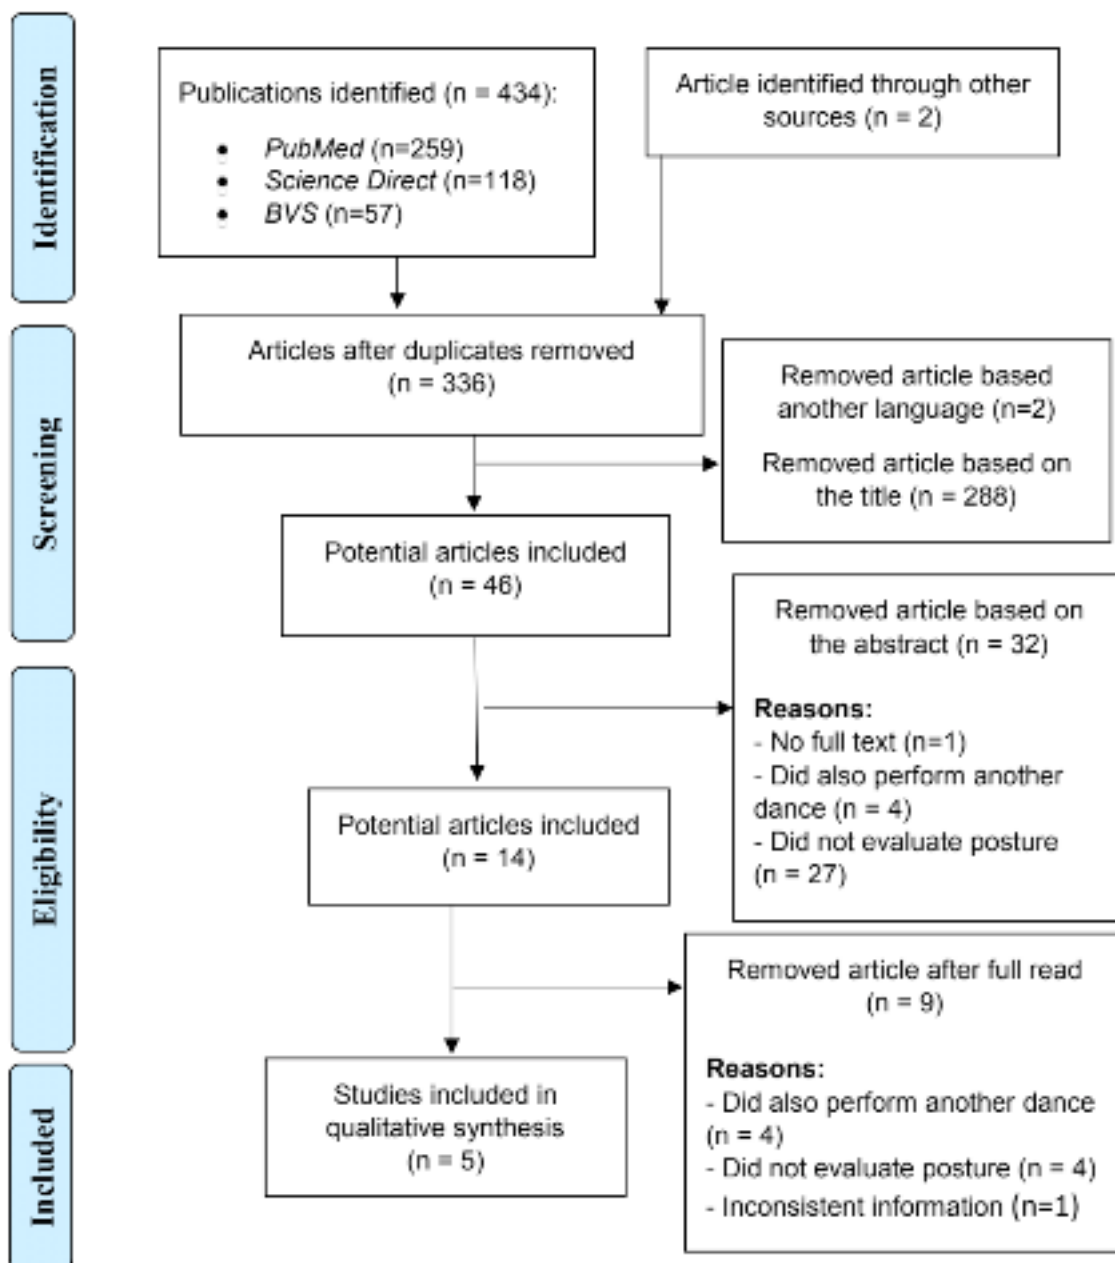 Identification
Publications identified (n = 434):
• PubMed (n=259)
• Science Direct (n=118)
• BVS (n=57)
Article identified through other
sources (n = 2)
Screening
Articles after duplicates removed
(n = 336)
Removed article based
another language (n=2)
Removed article based on
the title (n = 288)
Potential articles included
(n = 46)
Eligibility
Removed article based on
the abstract (n = 32)
Reasons:
- No full text (n=1)
- Did also perform another
dance (n = 4)
- Did not evaluate posture
(n = 27)
Potential articles included
(n = 14)
Removed article after full read
(n = 9)
Reasons:
- Did also perform another dance
(n = 4)
- Did not evaluate posture (n = 4)
- Inconsistent information (n=1)
Included
Studies included in
qualitative synthesis
(n = 5)